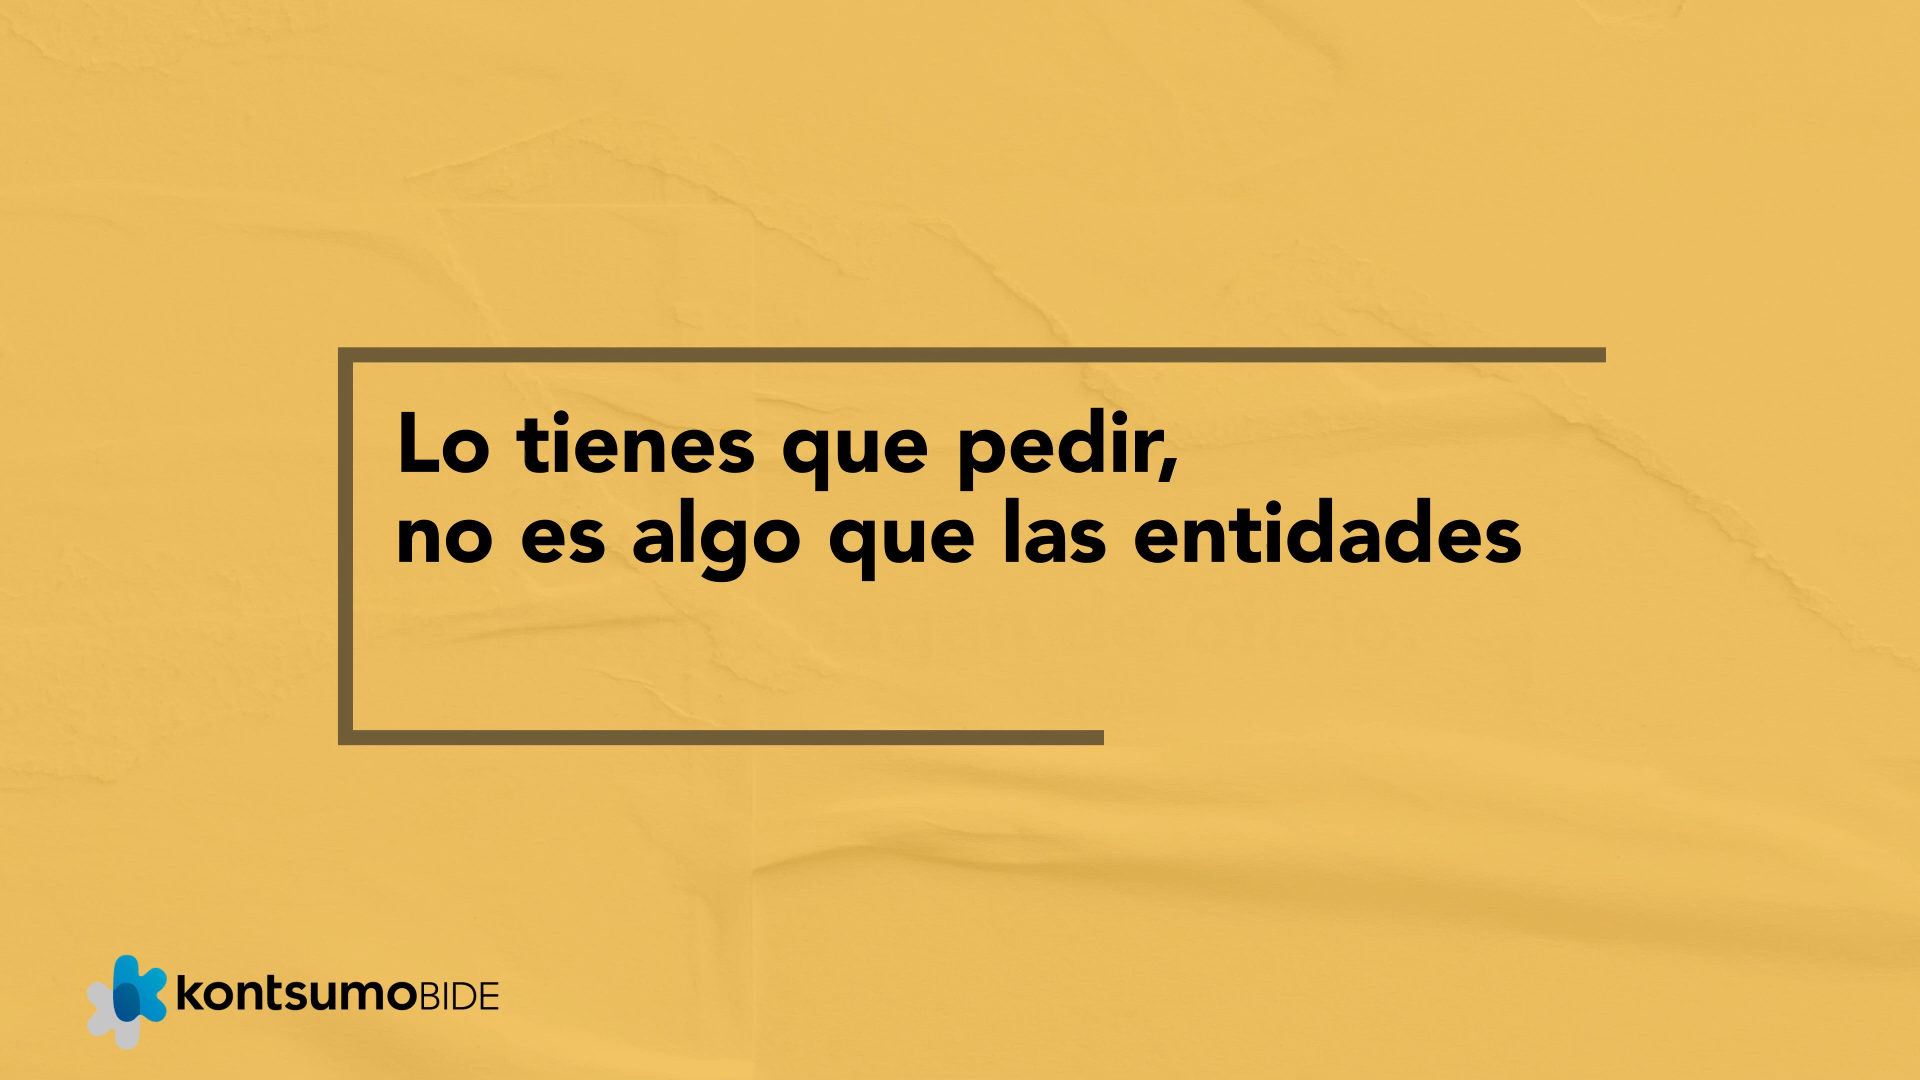 Lo tienes que pedir,
no es algo que las entidades
kontsumoBIDE